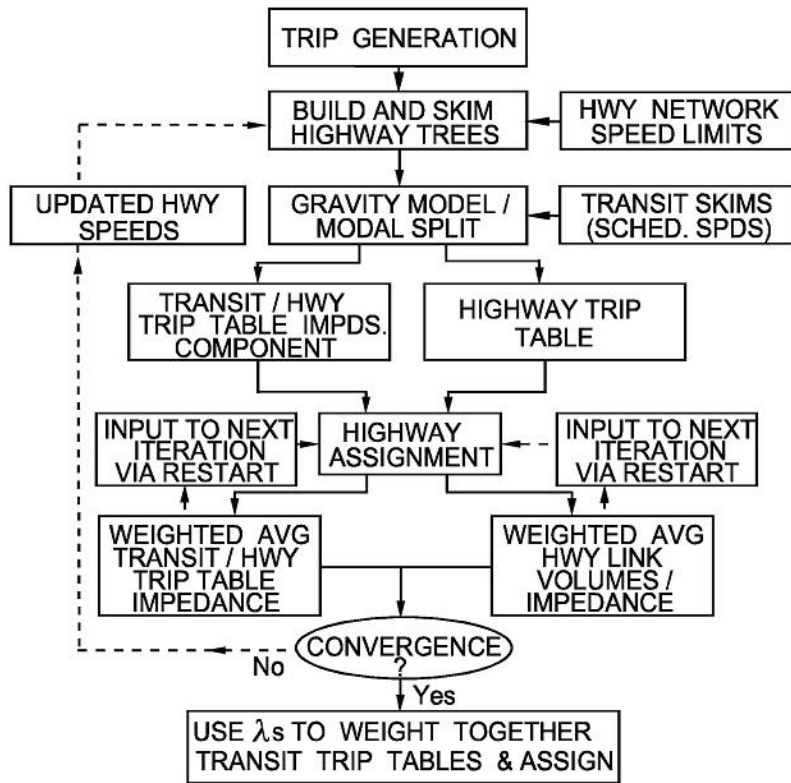 TRIP GENERATION
BUILD AND SKIM
HIGHWAY TREES
HWY NETWORK
SPEED LIMITS
UPDATED HWY
SPEEDS
GRAVITY MODEL /
MODAL SPLIT
TRANSIT SKIMS
(SCHED. SPDS)
TRANSIT / HWY
TRIP TABLE IMPDS.
COMPONENT
HIGHWAY TRIP
TABLE
INPUT TO NEXT
ITERATION
VIA RESTART
HIGHWAY
ASSIGNMENT
INPUT TO NEXT
ITERATION
VIA RESTART
WEIGHTED AVG
TRANSIT / HWY
TRIP TABLE
IMPEDANCE
WEIGHTED AVG
HWY LINK
VOLUMES /
IMPEDANCE
CONVERGENCE
?
No
Yes
USE λs TO WEIGHT TOGETHER
TRANSIT TRIP TABLES & ASSIGN